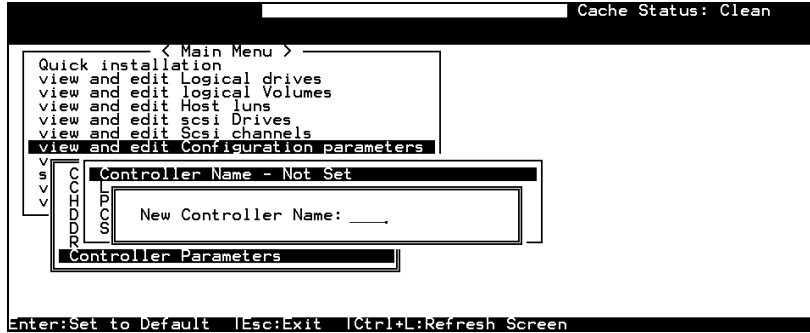 Cache Status: Clean
< Main Menu >
Quick installation
view and edit Logical drives
view and edit logical Volumes
view and edit Host luns
view and edit scsi Drives
view and edit Scsi channels
view and edit Configuration parameters
v
s C Controller Name - Not Set
v C L
v H P
D C New Controller Name: ____.
D S
R
Controller Parameters
Enter:Set to Default |Esc:Exit |Ctrl+L:Refresh Screen